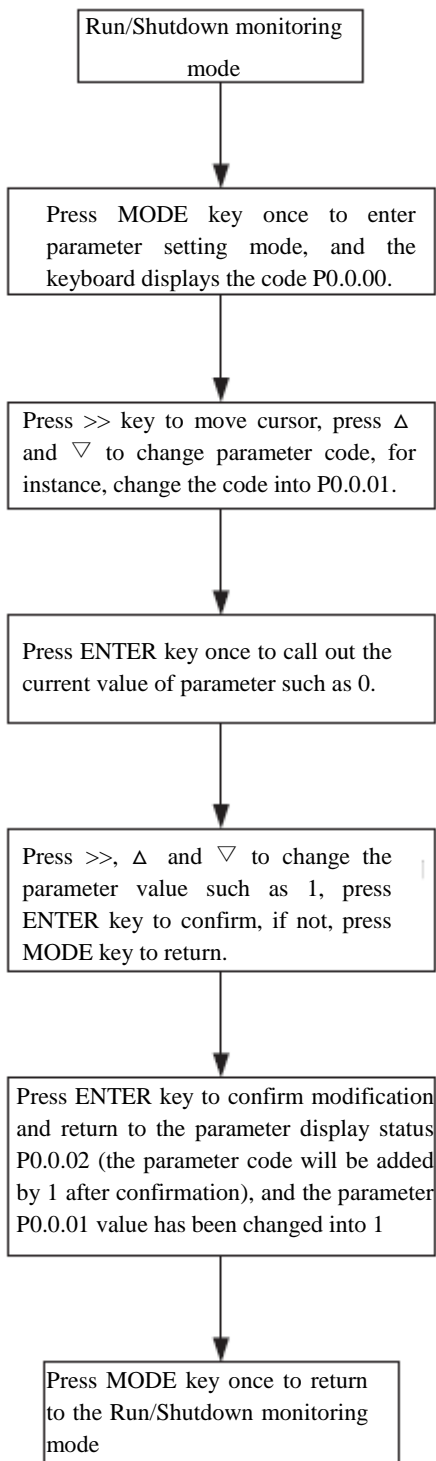 Run/Shutdown monitoring
mode
Press MODE key once to enter
parameter setting mode, and the
keyboard displays the code P0.0.00.
Press >> key to move cursor, press △
and ▽ to change parameter code, for
instance, change the code into P0.0.01.
Press ENTER key once to call out the
current value of parameter such as 0.
Press >>, △ and ▽ to change the
parameter value such as 1, press
ENTER key to confirm, if not, press
MODE key to return.
Press ENTER key to confirm modification
and return to the parameter display status
P0.0.02 (the parameter code will be added
by 1 after confirmation), and the parameter
P0.0.01 value has been changed into 1
Press MODE key once to return
to the Run/Shutdown monitoring
mode